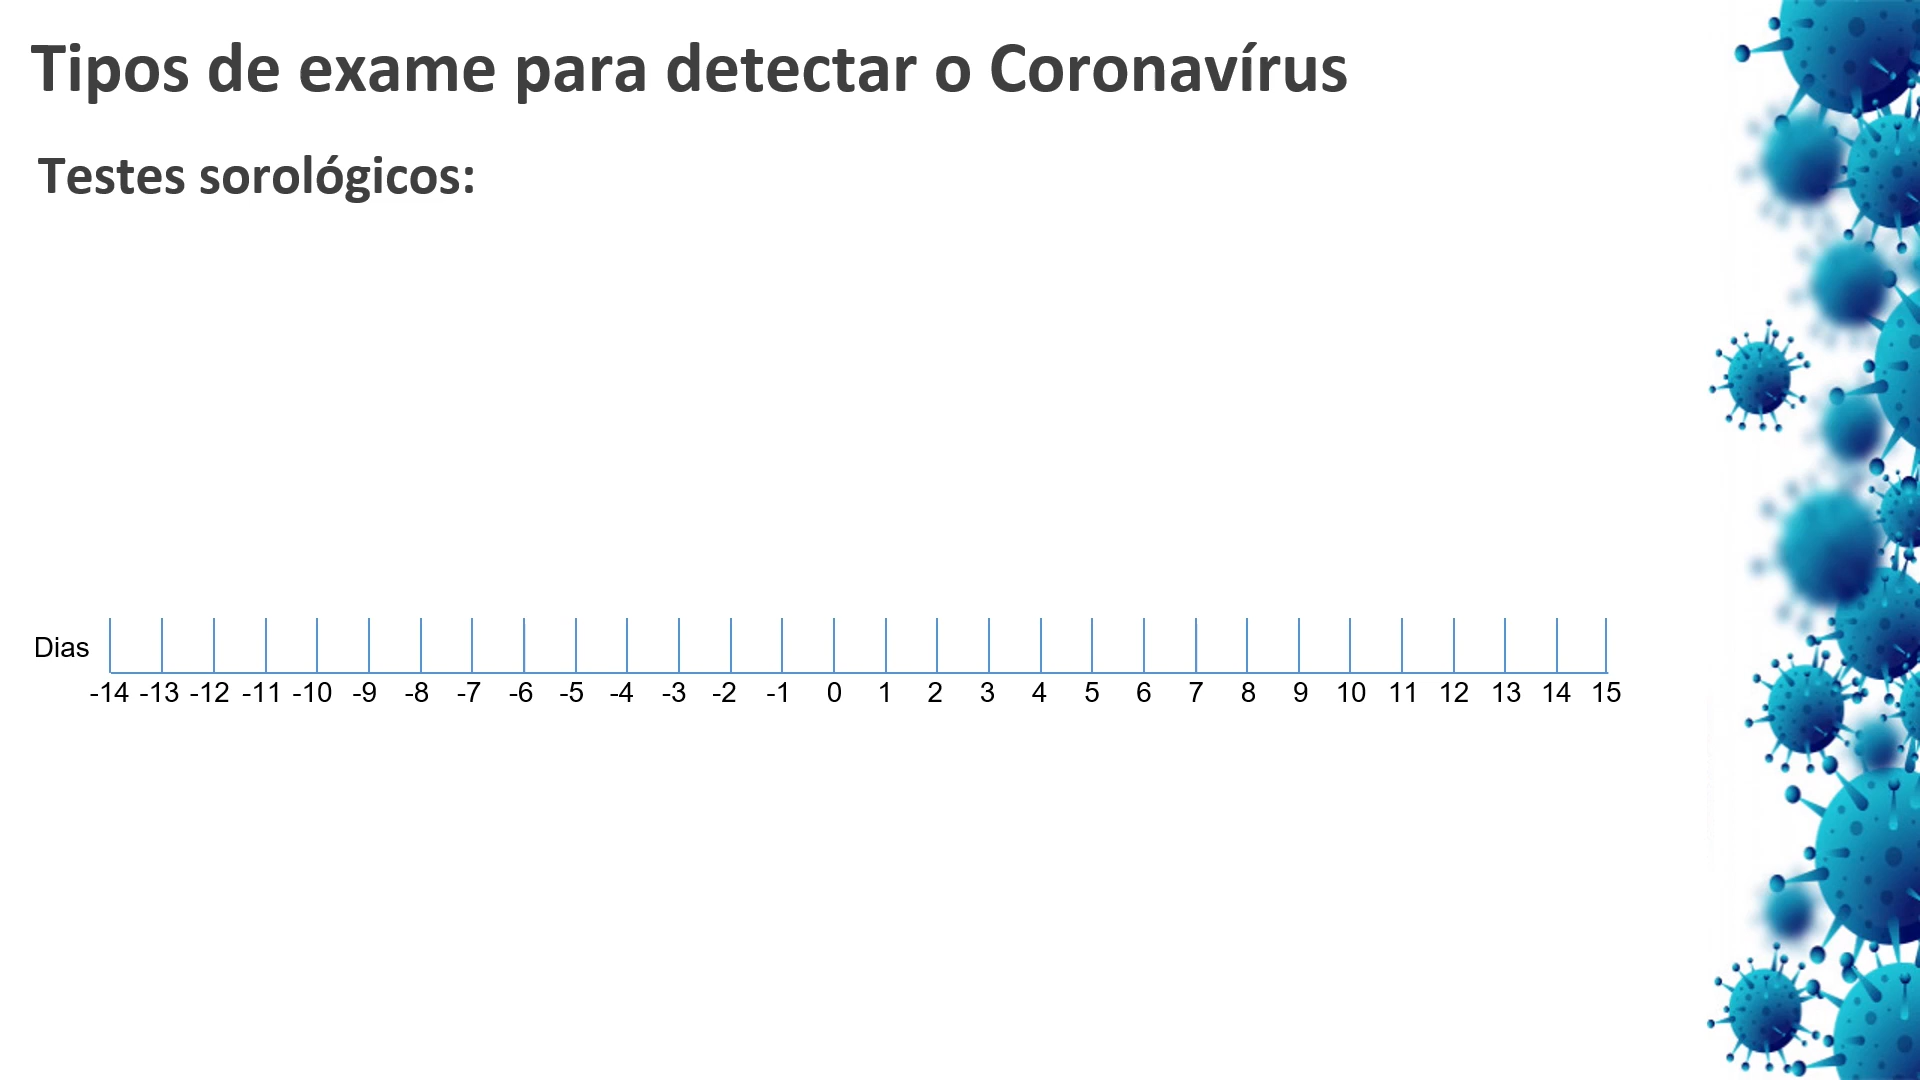 Tipos de exame para detectar o Coronavírus
Testes sorológicos:
Dias
-14 -13 -12 -11 -10 -9 -8 -7 -6 -5 -4 -3 -2 -1 0 1 2 3 4 5 6 7 8 9 10 11 12 13 14 15